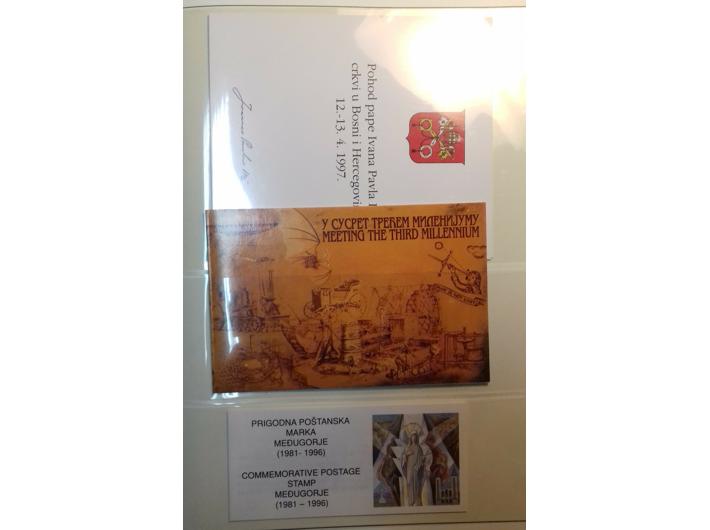 Pohod pape Ivana Pavla
crkvi u Bosni i Hercegovini
12.-13. 4. 1997.
У СУСРЕТ ТРЕЋЕМ МИЛЕНИЈУМУ
MEETING THE THIRD MILLENNIUM
PRIGODNA POŠTANSKA
MARKA
MEĐUGORJE
(1981- 1996)
COMMEMORATIVE POSTAGE
STAMP
MEĐUGORJE
(1981 – 1996)